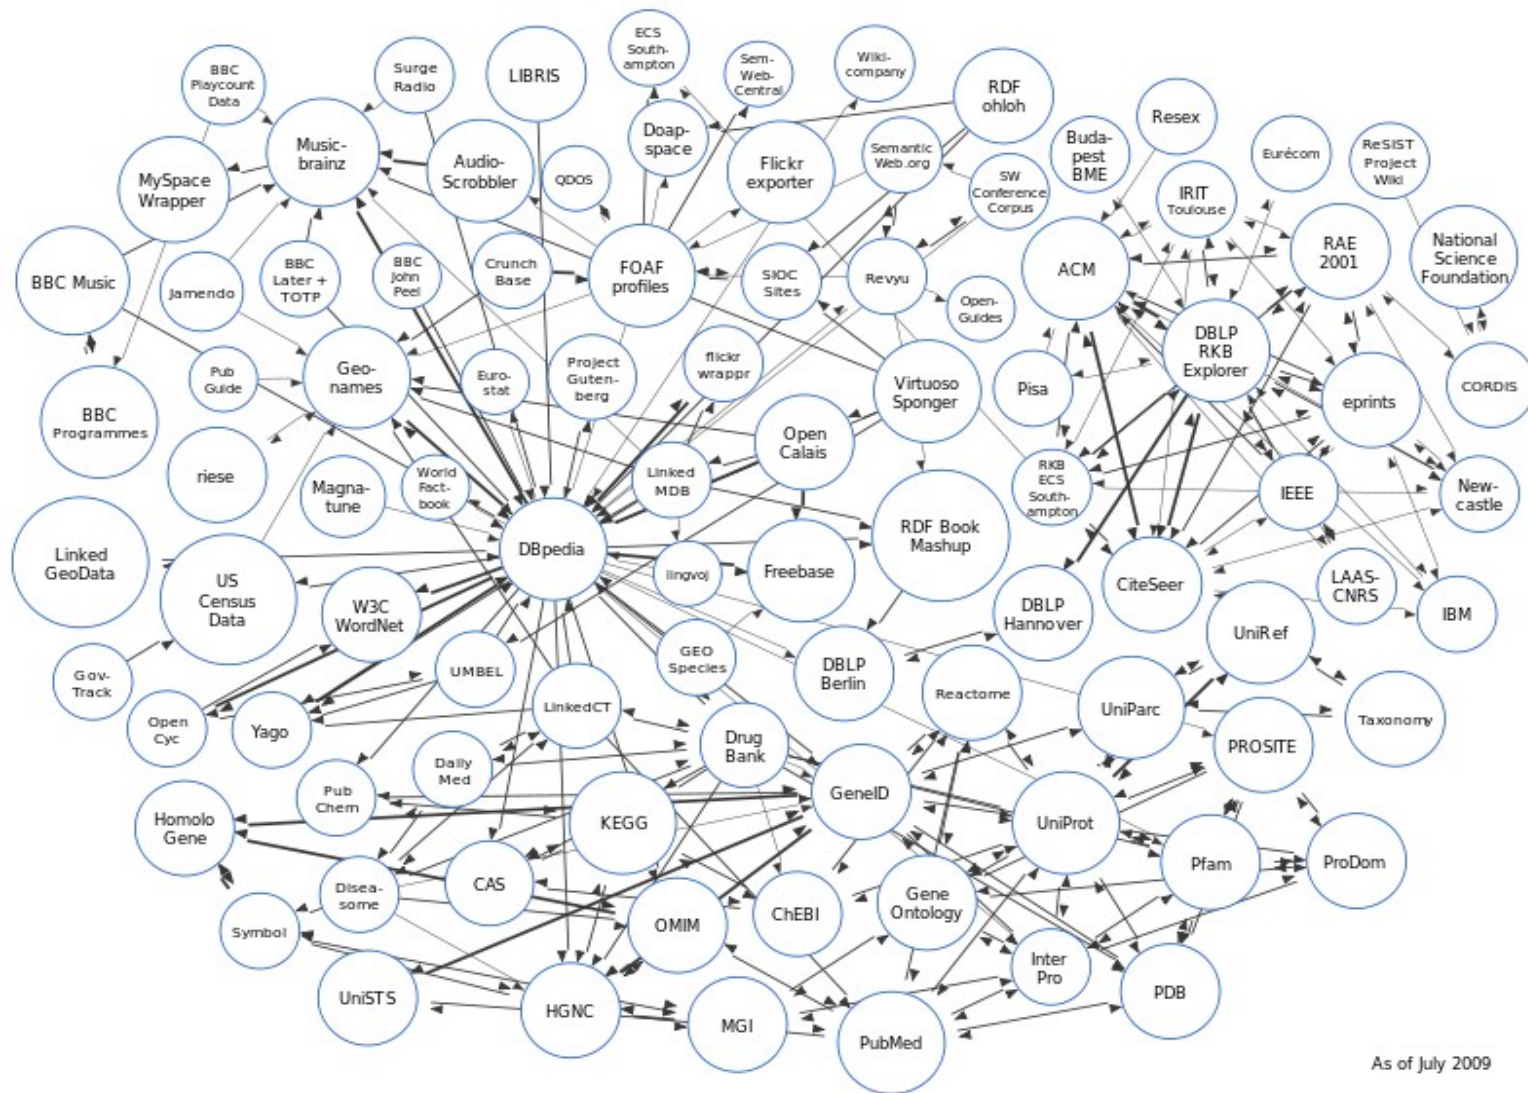 ECS
South-
ampton
BBC
Playcount
Data
Surge
Radio
LIBRIS
Sem-
Web-
Central
Wiki-
company
RDF
ohloh
Resex
Music-
brainz
Doap-
space
Buda-
pest
BME
Eurécom
ReSIST
Project
Wiki
MySpace
Wrapper
Audio-
Scrobbler
QDOS
Flickr
exporter
Semantic
Web.org
SW
Conference
Corpus
IRIT
Toulouse
RAE
2001
National
Science
Foundation
BBC Music
Jamendo
BBC
Later +
TOTP
BBC
John
Peel
Crunch
Base
FOAF
profiles
SIOC
Sites
Revyu
Open-
Guides
ACM
DBLP
RKB
Explorer
Pub
Guide
Geo-
names
Euro-
stat
Project
Guten-
berg
flickr
wrappr
Virtuoso
Sponger
Pisa
eprints
CORDIS
BBC
Programmes
Open
Calais
riese
Magna-
tune
World
Fact-
book
Linked
MDB
RKB
ECS
South-
ampton
IEEE
New-
castle
Linked
GeoData
DBpedia
RDF Book
Mashup
US
Census
Data
W3C
WordNet
lingvoj
Freebase
DBLP
Hannover
CiteSeer
LAAS-
CNRS
IBM
Gov-
Track
UMBEL
GEO
Species
DBLP
Berlin
UniRef
Open
Cyc
Yago
LinkedCT
Reactome
UniParc
Taxonomy
Daily
Med
Drug
Bank
PROSITE
Pub
Chem
GeneID
Homolo
Gene
KEGG
UniProt
Pfam
ProDom
Disea-
some
CAS
ChEBI
Gene
Ontology
Symbol
OMIM
Inter
Pro
UniSTS
HGNC
MGI
PubMed
PDB
As of July 2009